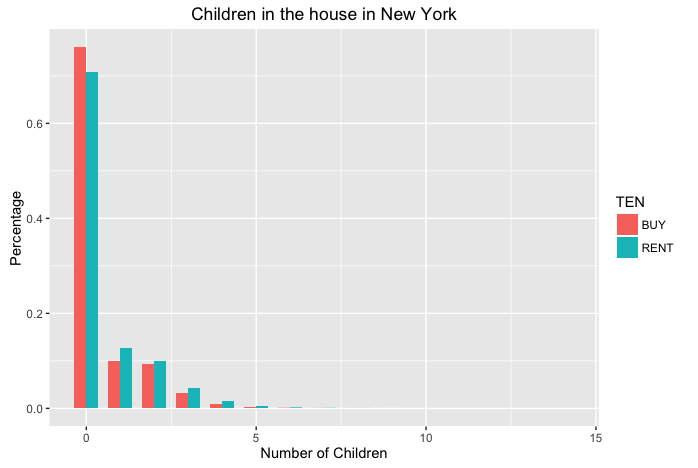 Children in the house in New York
Percentage
0.6
0.4
0.2
0.0
0 5 10 15
Number of Children
TEN
BUY
RENT